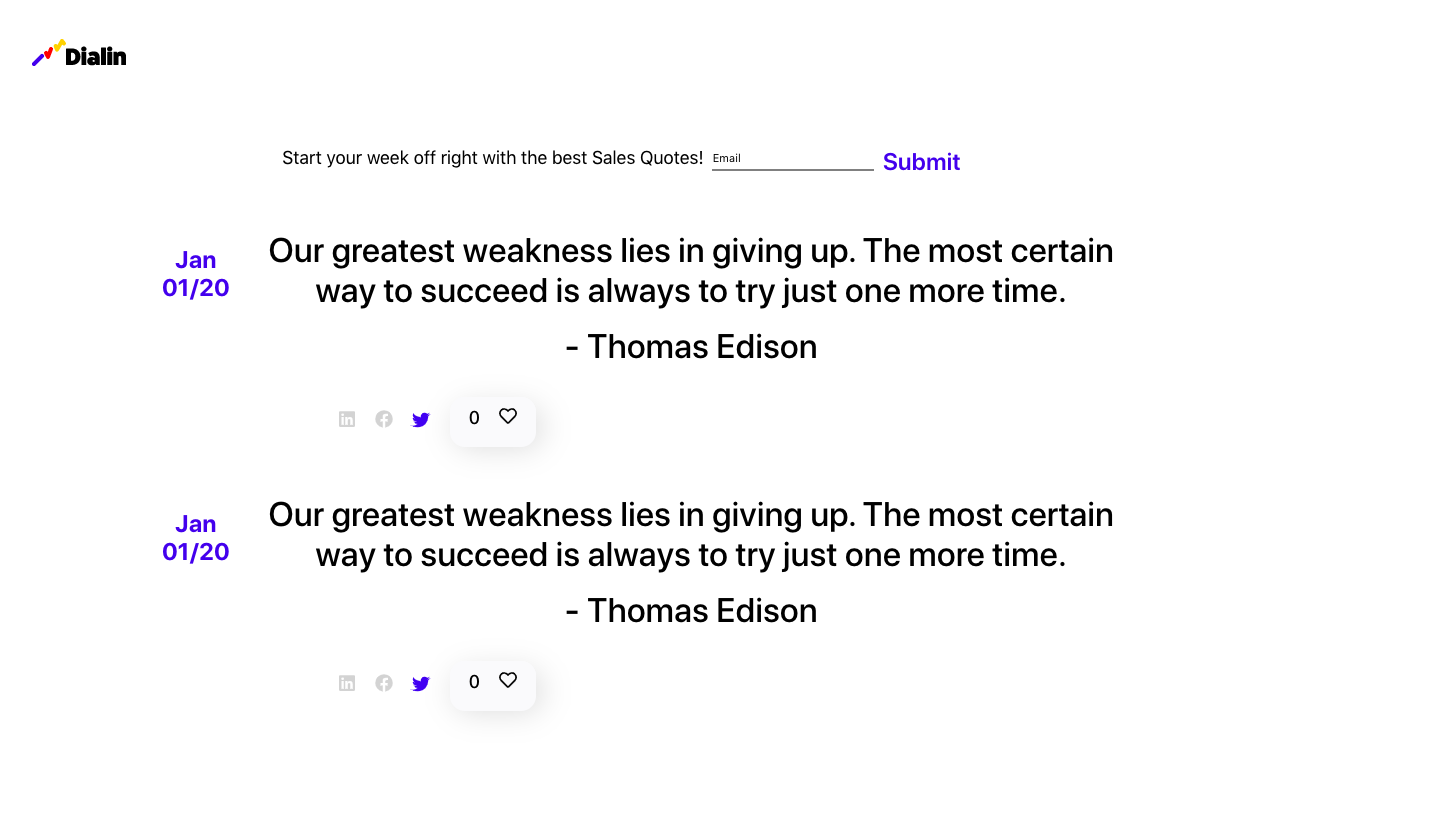 Dialin
Start your week off right with the best Sales Quotes! Email Submit
Jan
01/20
Our greatest weakness lies in giving up. The most certain
way to succeed is always to try just one more time.
- Thomas Edison
0
Jan
01/20
Our greatest weakness lies in giving up. The most certain
way to succeed is always to try just one more time.
- Thomas Edison
0